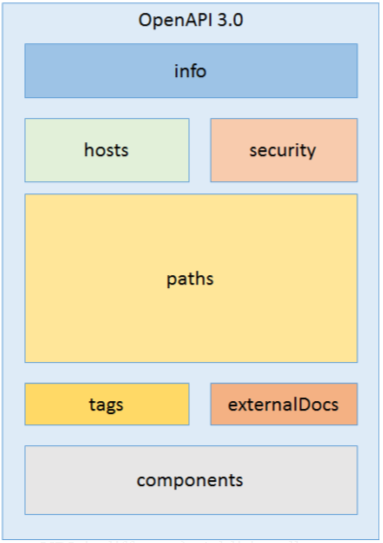 OpenAPI 3.0
info
hosts
security
paths
tags
externalDocs
components